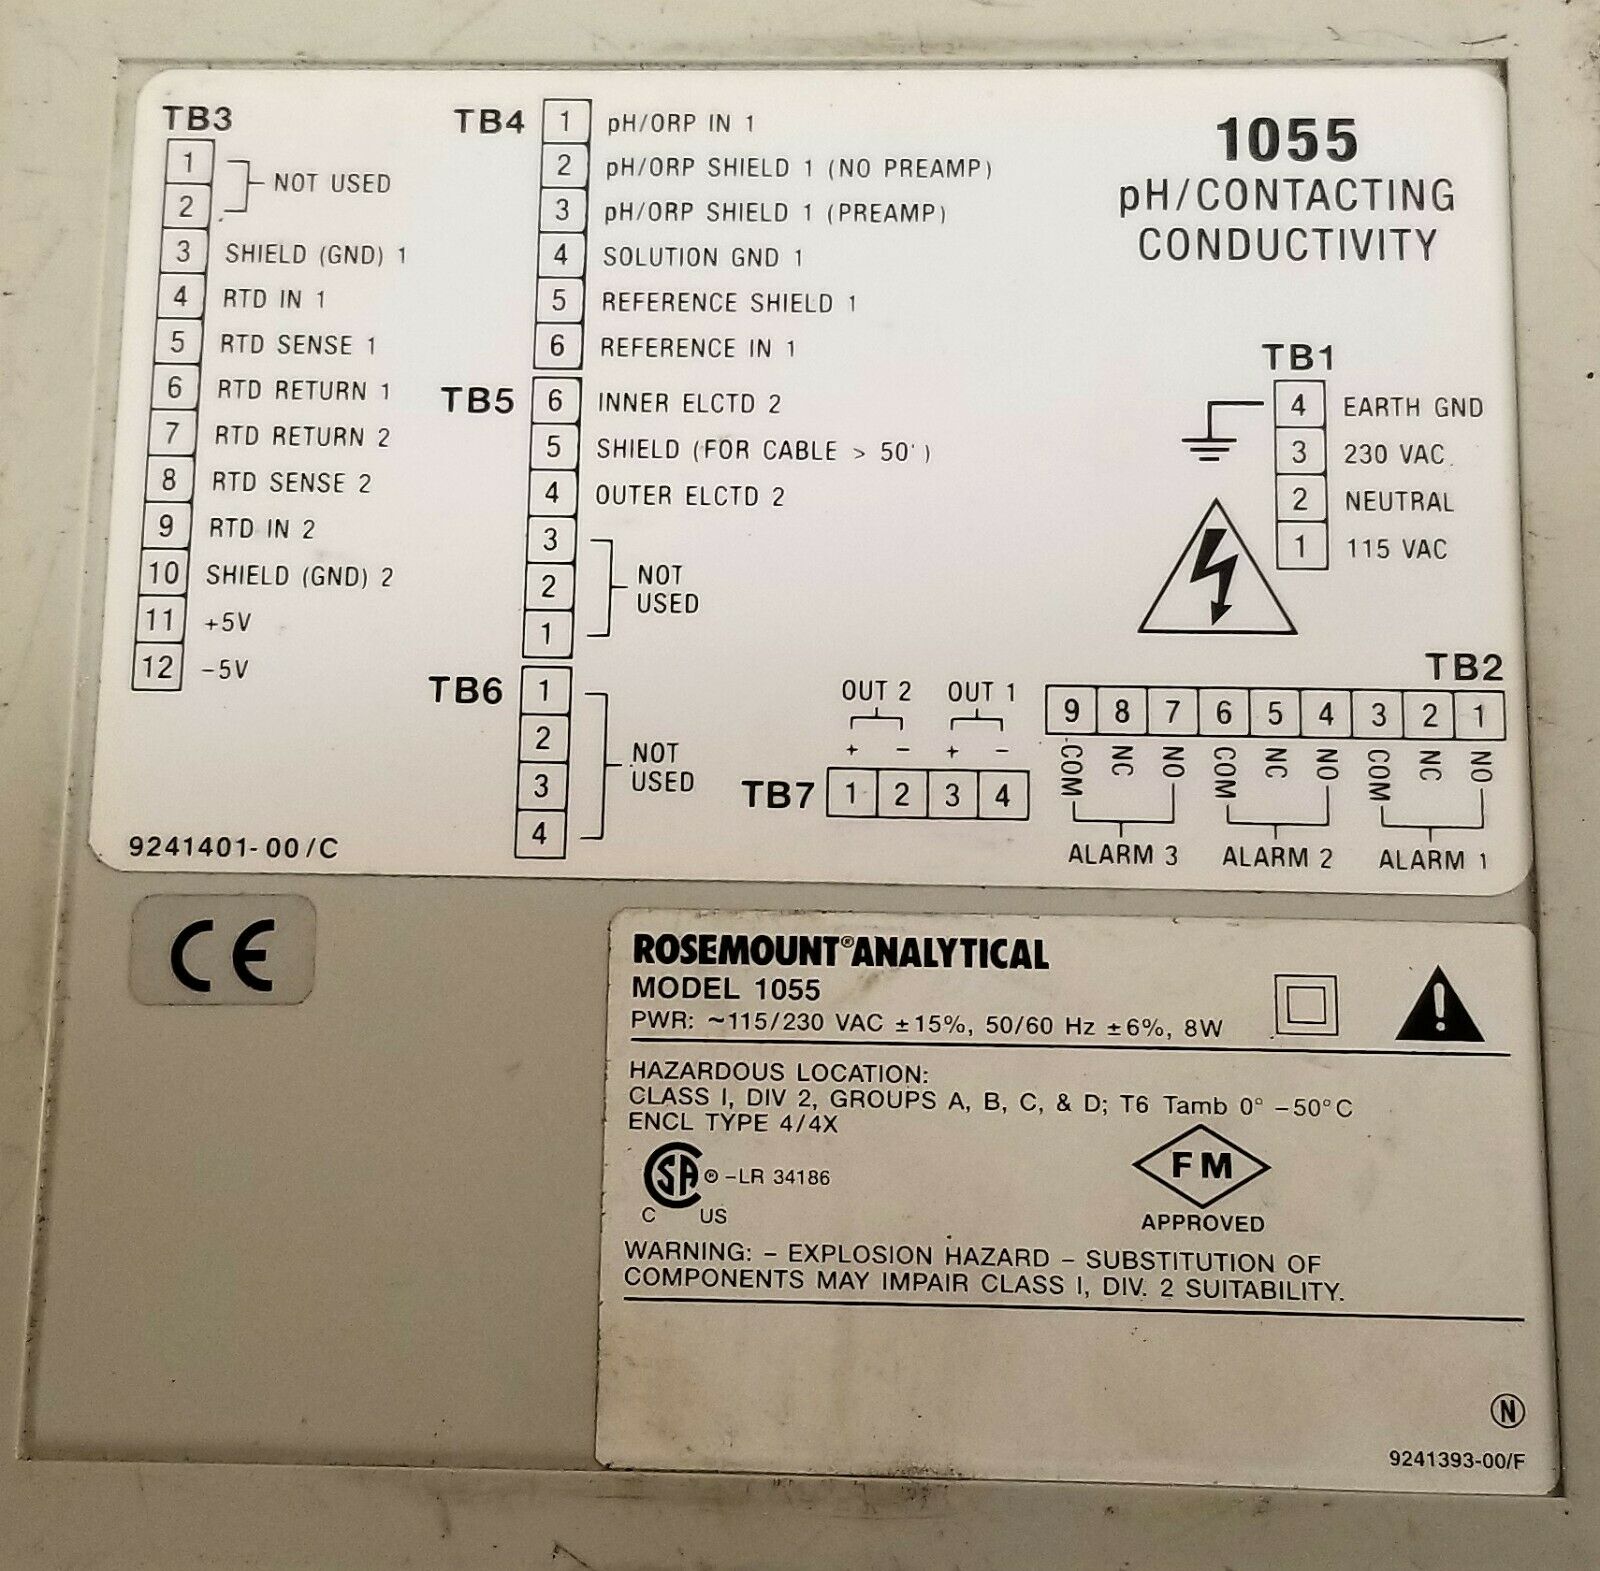 TB3
1
2
NOT USED
3 SHIELD (GND) 1
4 RTD IN 1
5 RTD SENSE 1
6 RTD RETURN 1
7 RTD RETURN 2
8 RTD SENSE 2
9 RTD IN 2
10 SHIELD (GND) 2
11 +5V
12 -5V
9241401-00/C
TB4
1 pH/ORP IN 1
2 pH/ORP SHIELD 1 (NO PREAMP)
3 pH/ORP SHIELD 1 (PREAMP)
4 SOLUTION GND 1
5 REFERENCE SHIELD 1
6 REFERENCE IN 1
TB5
6 INNER ELCTD 2
5 SHIELD (FOR CABLE > 50')
4 OUTER ELCTD 2
3
2
1
NOT
USED
TB6
1
2
3
4
NOT
USED
1055
pH/CONTACTING
CONDUCTIVITY
TB1
4 EARTH GND
3 230 VAC
2 NEUTRAL
1 115 VAC
OUT 2 OUT 1
+ - + -
TB7 1 2 3 4
TB2
9 8 7 6 5 4 3 2 1
COM NC NO COM NC NO COM NC NO
ALARM 3 ALARM 2 ALARM 1
CE
ROSEMOUNT® ANALYTICAL
MODEL 1055
PWR: ~115/230 VAC ±15%, 50/60 Hz ±6%, 8W
!
HAZARDOUS LOCATION:
CLASS I, DIV 2, GROUPS A, B, C, & D; T6 Tamb 0° -50°C
ENCL TYPE 4/4X
CSA ® -LR 34186
C US
FM
APPROVED
WARNING: - EXPLOSION HAZARD - SUBSTITUTION OF
COMPONENTS MAY IMPAIR CLASS I, DIV. 2 SUITABILITY.
N
9241393-00/F